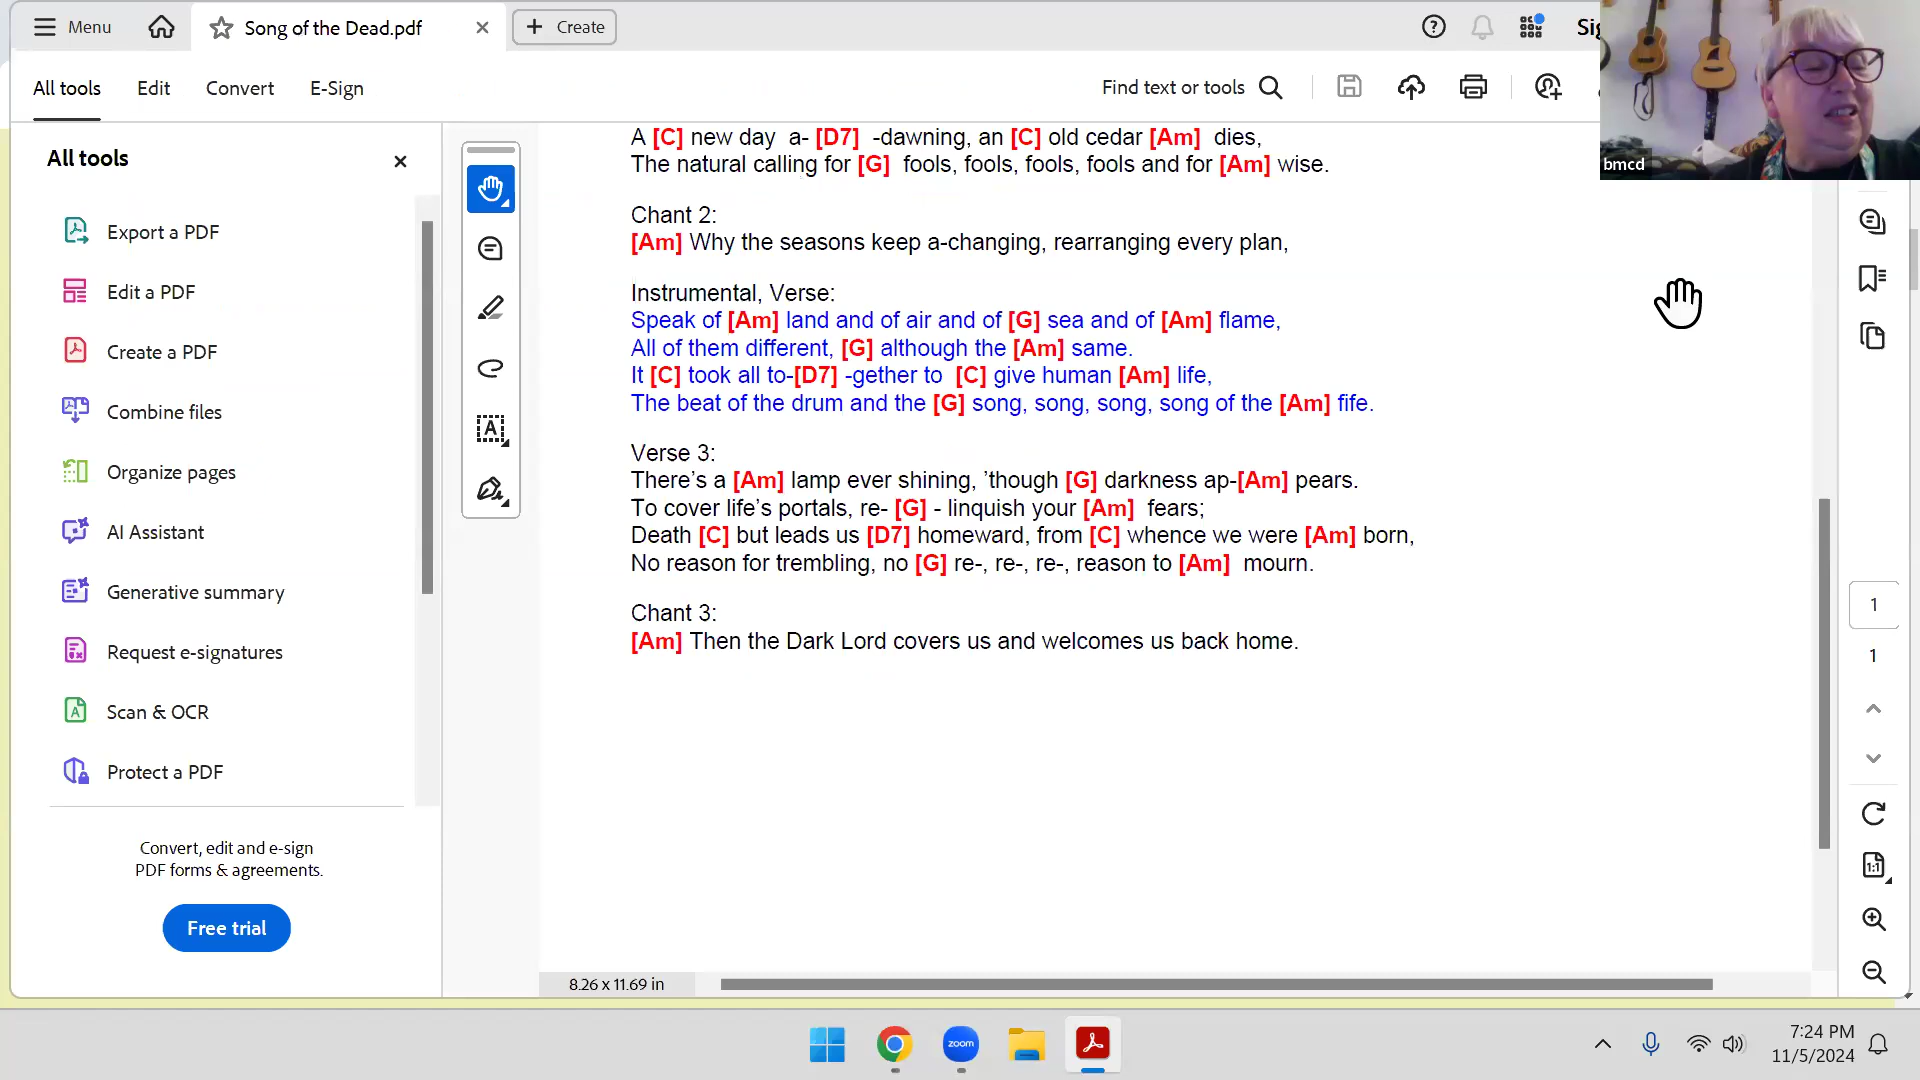 Menu
Song of the Dead.pdf
Create
All tools
Edit
Convert
E-Sign
Find text or tools
bmcd
All tools
Export a PDF
Edit a PDF
Create a PDF
Combine files
Organize pages
AI Assistant
Generative summary
Request e-signatures
Scan & OCR
Protect a PDF
Convert, edit and e-sign
PDF forms & agreements.
Free trial
A [C] new day a- [D7] -dawning, an [C] old cedar [Am] dies,
The natural calling for [G] fools, fools, fools, fools and for [Am] wise.
Chant 2:
[Am] Why the seasons keep a-changing, rearranging every plan,
Instrumental, Verse:
Speak of [Am] land and of air and of [G] sea and of [Am] flame,
All of them different, [G] although the [Am] same.
It [C] took all to-[D7] -gether to [C] give human [Am] life,
The beat of the drum and the [G] song, song, song, song of the [Am] fife.
Verse 3:
There's a [Am] lamp ever shining, ’though [G] darkness ap-[Am] pears.
To cover life's portals, re- [G] - linquish your [Am] fears;
Death [C] but leads us [D7] homeward, from [C] whence we were [Am] born,
No reason for trembling, no [G] re-, re-, re-, reason to [Am] mourn.
Chant 3:
[Am] Then the Dark Lord covers us and welcomes us back home.
1
1
1:1
8.26 x 11.69 in
zoom
7:24 PM
11/5/2024